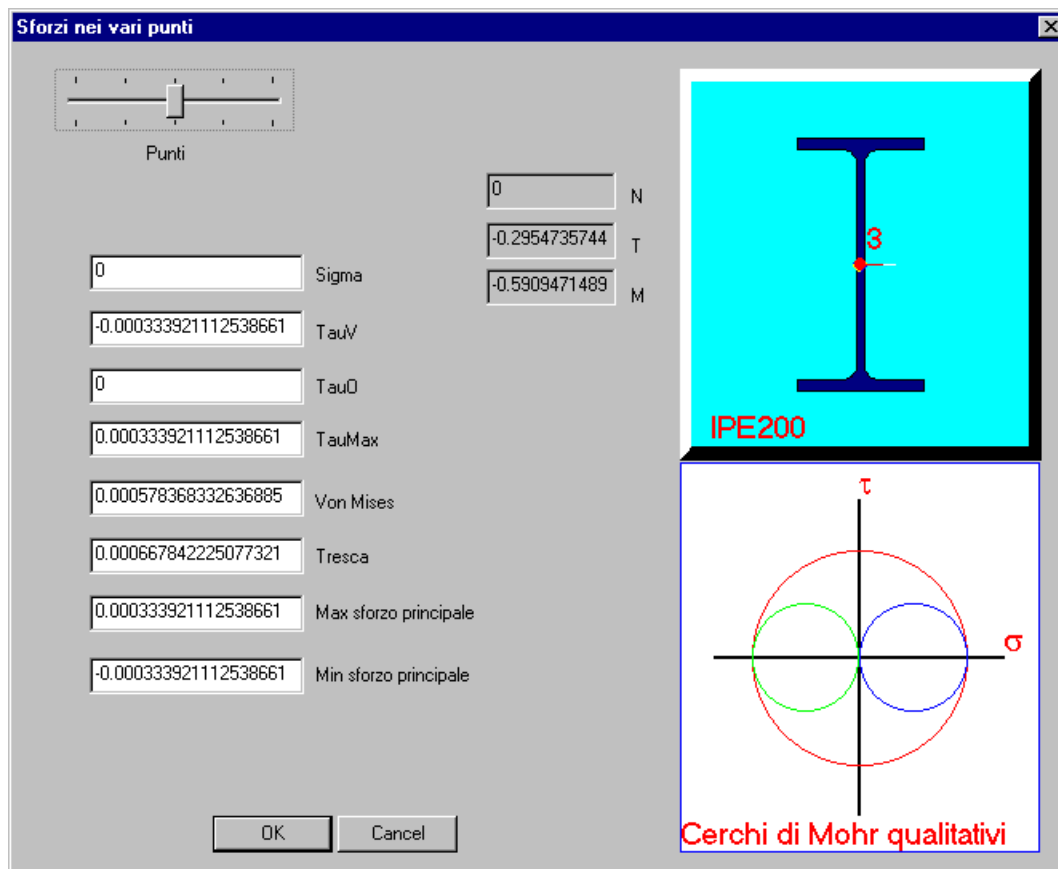 Sforzi nei vari punti
Punti
0 N
-0.2954735744 T
-0.5909471489 M
0 Sigma
-0.000333921112538661 TauV
0 TauO
0.000333921112538661 TauMax
0.000578368332636885 Von Mises
0.000667842225077321 Tresca
0.000333921112538661 Max sforzo principale
-0.000333921112538661 Min sforzo principale
OK Cancel
3
IPE200
τ
σ
Cerchi di Mohr qualitativi